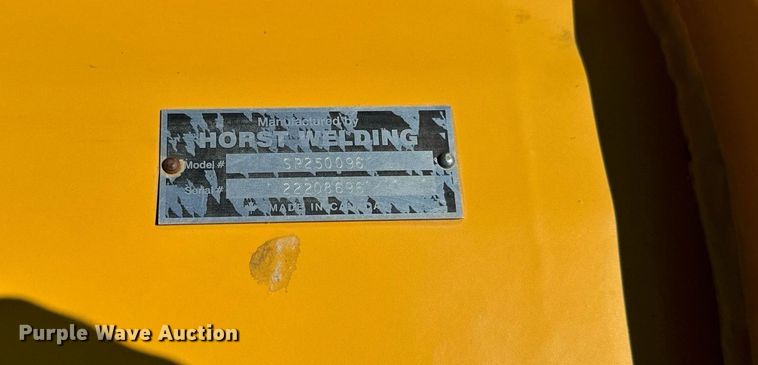 Manufactured by
HORST WELDING
Model # SP250096
Serial # 22208696
MADE IN CANADA
Purple Wave Auction